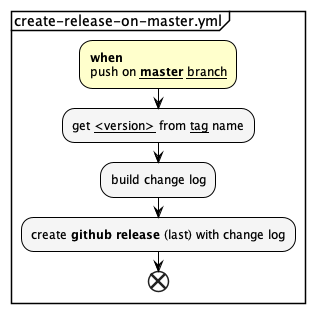 create-release-on-master.yml
when
push on master branch
get <version> from tag name
build change log
create github release (last) with change log